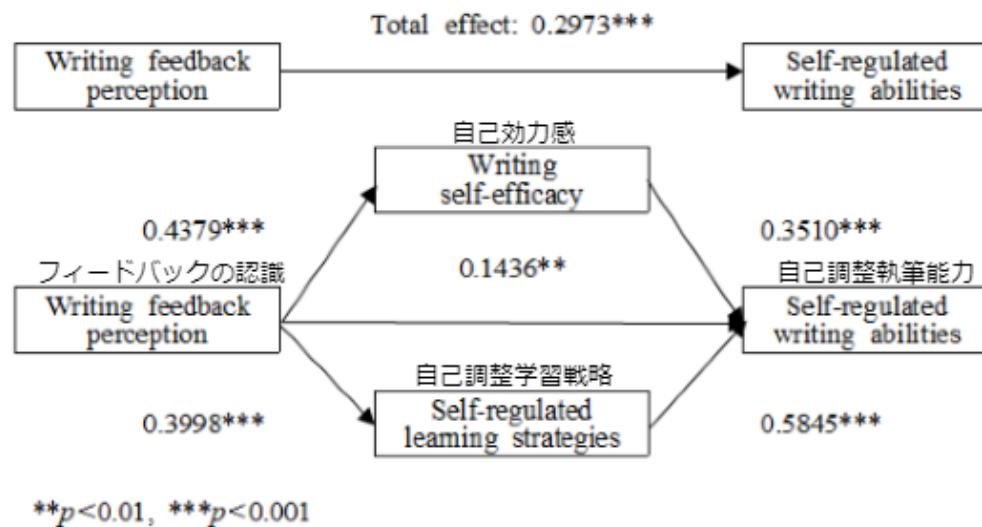 Total effect: 0.2973***
Writing feedback
perception
Self-regulated
writing abilities
自己効力感
Writing
self-efficacy
0.4379***
0.3510***
0.1436**
フィードバックの認識
自己調整執筆能力
Writing feedback
perception
Self-regulated
writing abilities
自己調整学習戦略
Self-regulated
learning strategies
0.3998***
0.5845***
**p<0.01, ***p<0.001